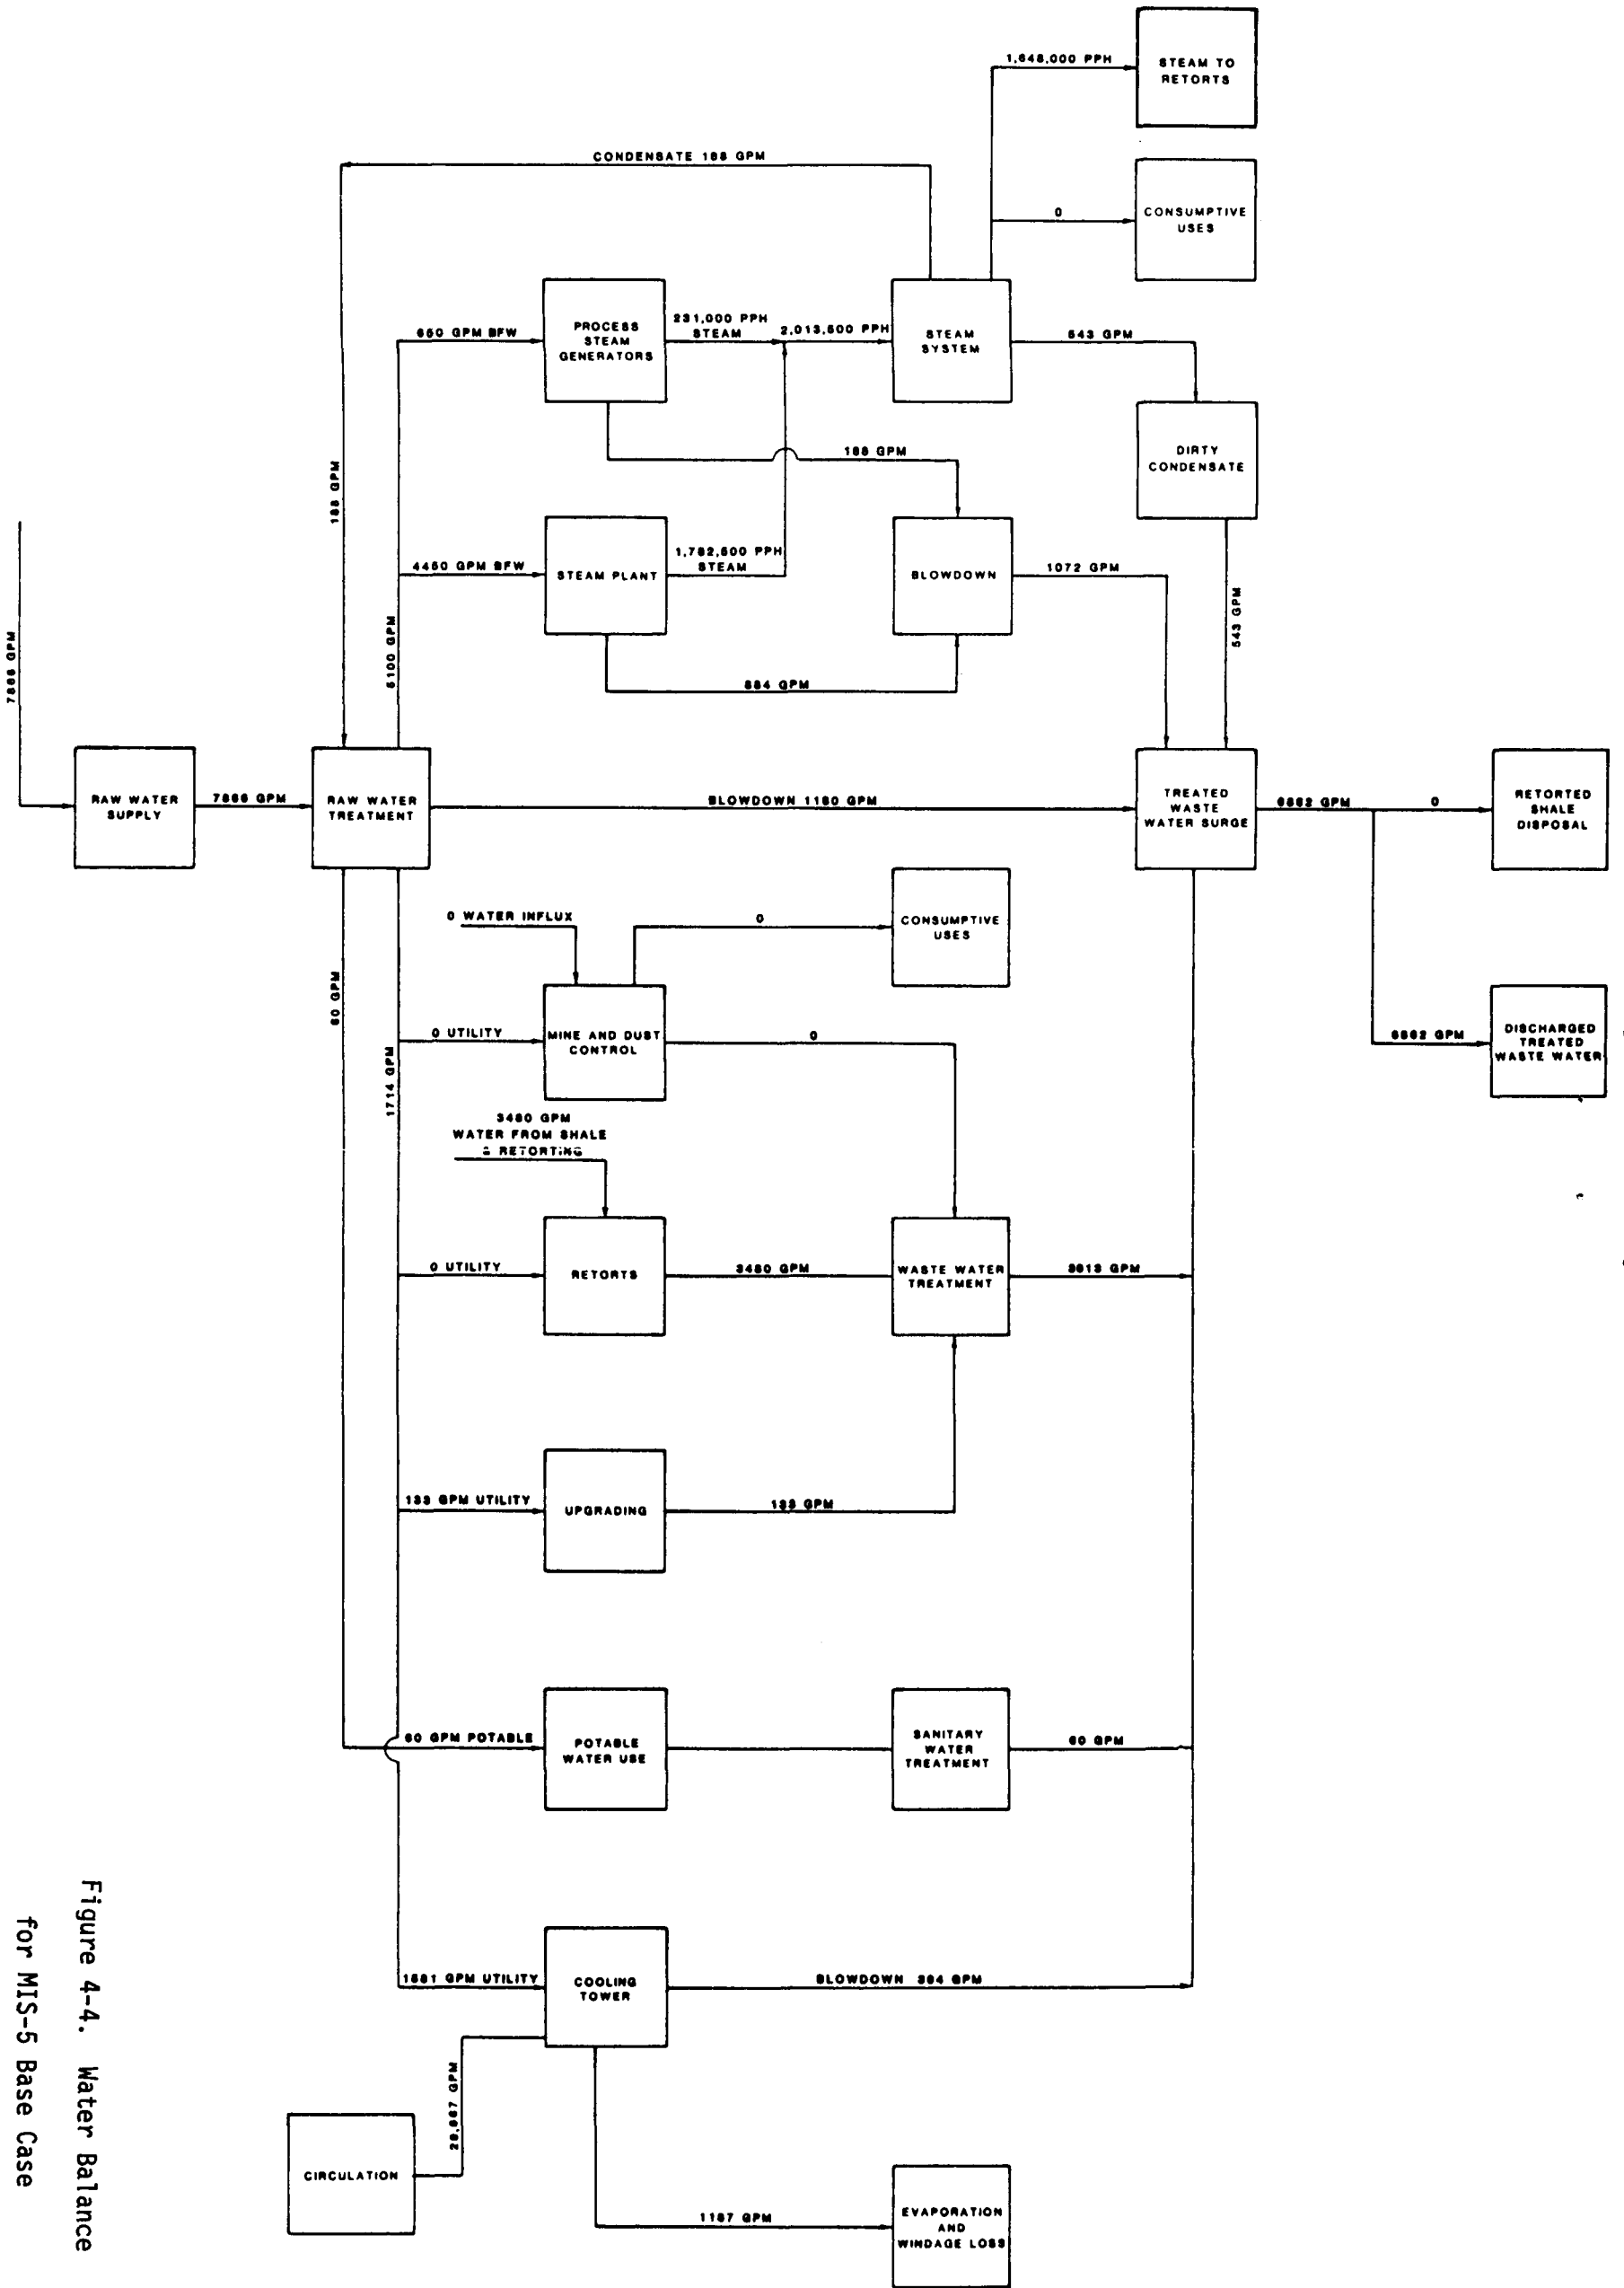 1,648,000 PPH
STEAM TO
RETORTS
CONDENSATE 188 GPM
0
CONSUMPTIVE
USES
650 GPM BFW
PROCESS
STEAM
GENERATORS
231,000 PPH
STEAM
2,013,500 PPH
STEAM
SYSTEM
543 GPM
188 GPM
188 GPM
DIRTY
CONDENSATE
4450 GPM BFW
STEAM PLANT
1,782,500 PPH
STEAM
BLOWDOWN
1072 GPM
543 GPM
5100 GPM
884 GPM
7866 GPM
RAW WATER
SUPPLY
7866 GPM
RAW WATER
TREATMENT
BLOWDOWN 1180 GPM
TREATED
WASTE
WATER SURGE
6862 GPM
0
RETORTED
SHALE
DISPOSAL
0 WATER INFLUX
0
CONSUMPTIVE
USES
60 GPM
1714 GPM
0 UTILITY
MINE AND DUST
CONTROL
0
6862 GPM
DISCHARGED
TREATED
WASTE WATER
3480 GPM
WATER FROM SHALE
& RETORTING
0 UTILITY
RETORTS
3480 GPM
WASTE WATER
TREATMENT
3613 GPM
133 GPM UTILITY
UPGRADING
133 GPM
60 GPM POTABLE
POTABLE
WATER USE
SANITARY
WATER
TREATMENT
60 GPM
1581 GPM UTILITY
COOLING
TOWER
BLOWDOWN 394 GPM
CIRCULATION
1187 GPM
EVAPORATION
AND
WINDAGE LOSS
Figure 4-4. Water Balance
for MIS-5 Base Case